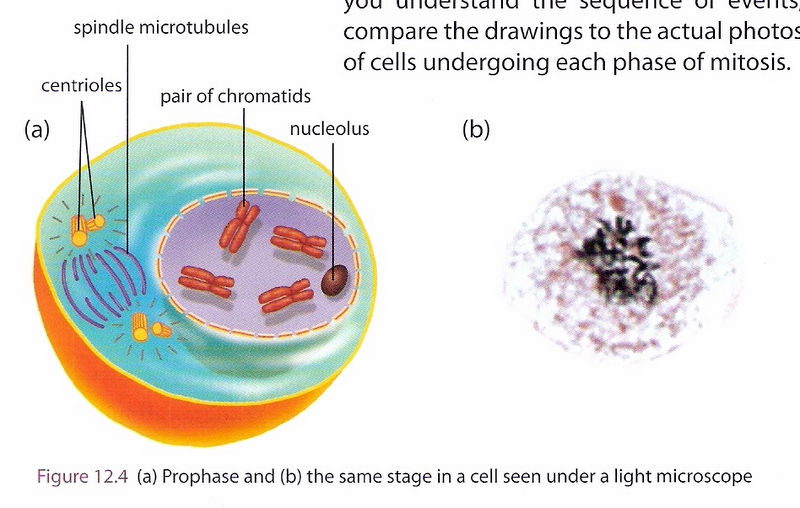 you understand the sequence of events,
compare the drawings to the actual photos
of cells undergoing each phase of mitosis.
spindle microtubules
centrioles
pair of chromatids
nucleolus
(a)
(b)
Figure 12.4 (a) Prophase and (b) the same stage in a cell seen under a light microscope